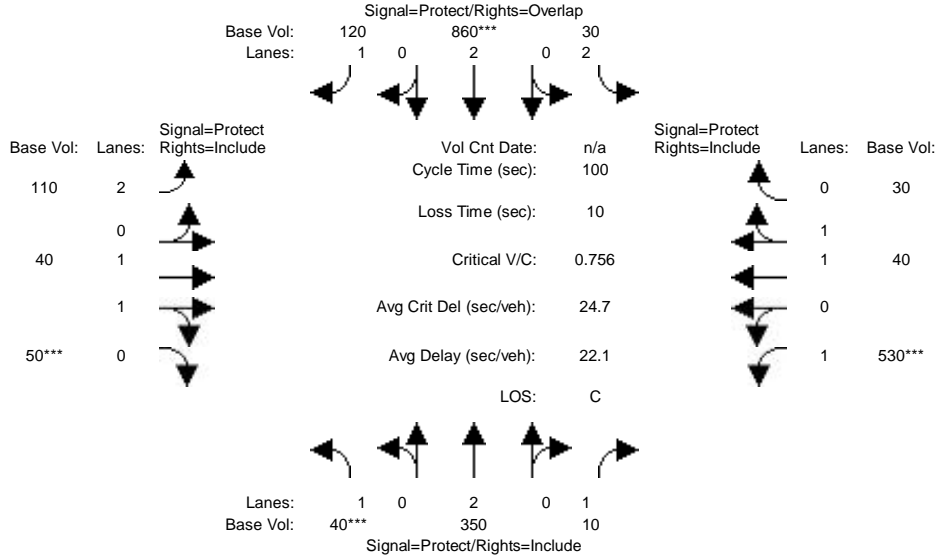 Signal=Protect/Rights=Overlap
Base Vol: 120 860*** 30
Lanes: 1 0 2 0 2
Signal=Protect
Base Vol: Lanes: Rights=Include
Vol Cnt Date: n/a
Signal=Protect
Rights=Include Lanes: Base Vol:
Cycle Time (sec): 100
110 2
0 30
Loss Time (sec): 10
0
1
40 1
Critical V/C: 0.756
1 40
1
Avg Crit Del (sec/veh): 24.7
0
50*** 0
Avg Delay (sec/veh): 22.1
1 530***
LOS: C
Lanes: 1 0 2 0 1
Base Vol: 40*** 350 10
Signal=Protect/Rights=Include